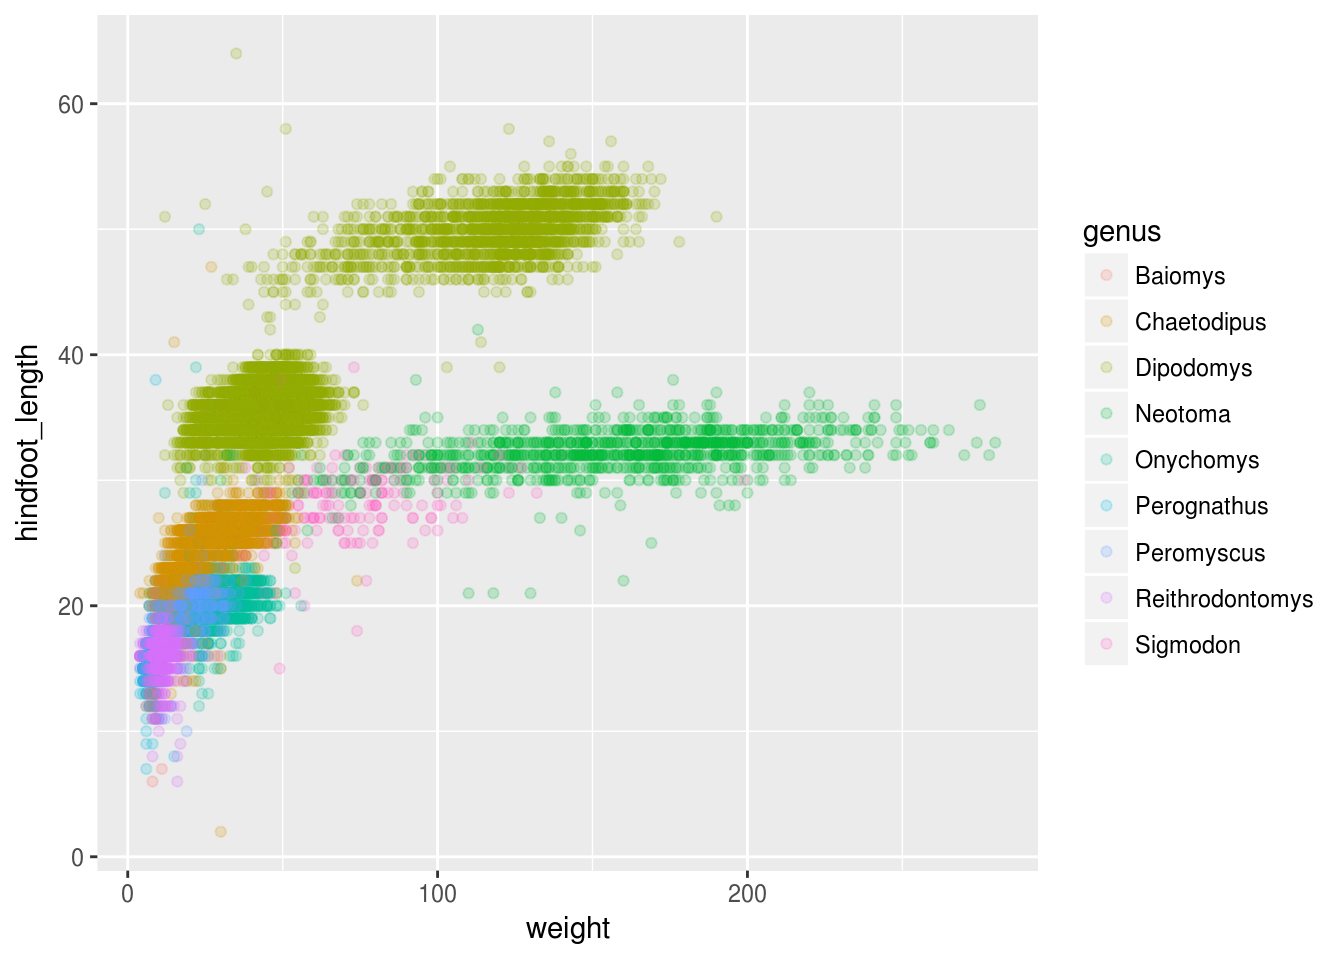 60
40
20
0
hindfoot_length
0 100 200
weight
genus
Baiomys
Chaetodipus
Dipodomys
Neotoma
Onychomys
Perognathus
Peromyscus
Reithrodontomys
Sigmodon